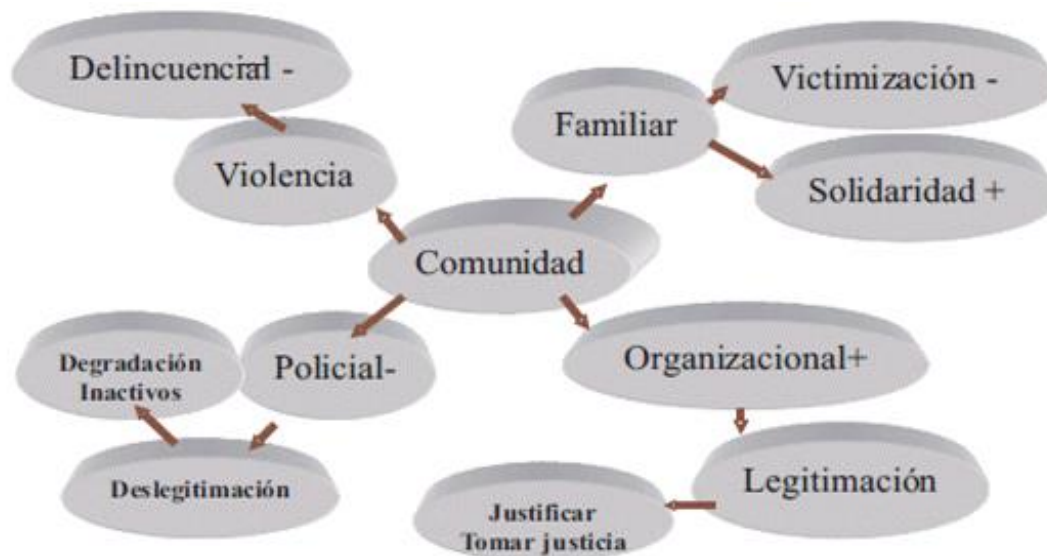 Delincuencial -
Victimización -
Familiar
Violencia
Solidaridad +
Comunidad
Degradación
Inactivos
Policial-
Organizacional+
Deslegitimación
Legitimación
Justificar
Tomar justicia